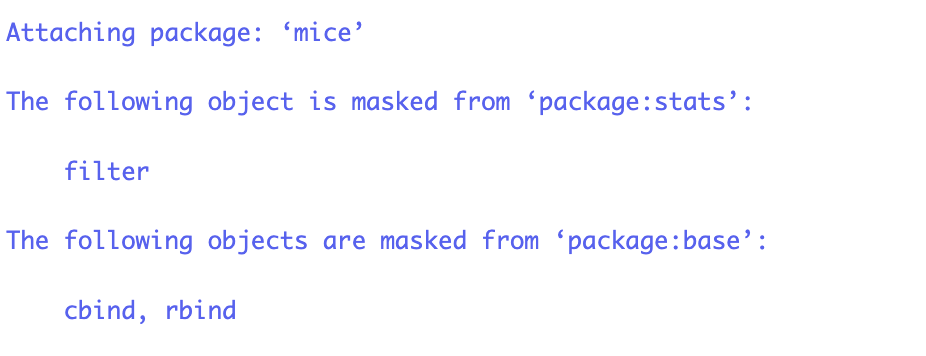 Attaching package: ‘mice’
The following object is masked from ‘package:stats’:
filter
The following objects are masked from ‘package:base’:
cbind, rbind